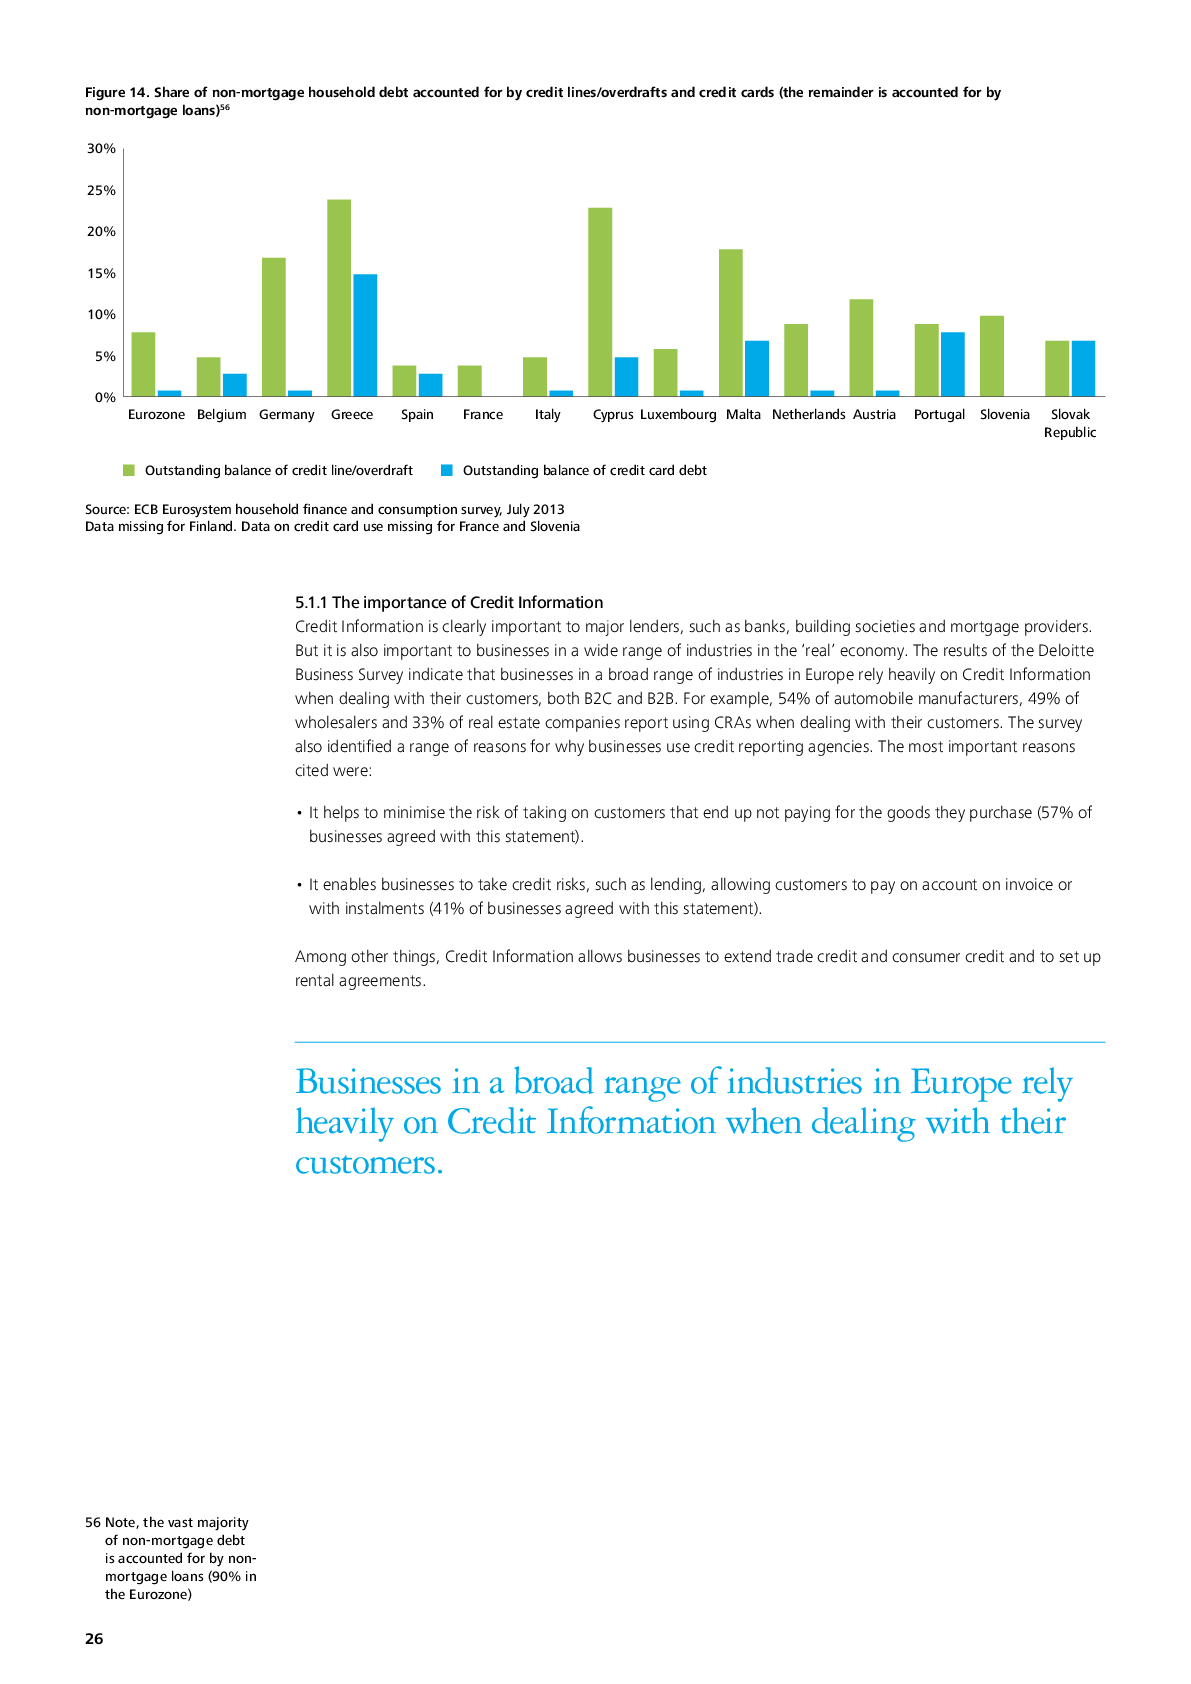 Figure 14. Share of non-mortgage household debt accounted for by credit lines/overdrafts and credit cards (the remainder is accounted for by
non-mortgage loans)56
30%
25%
20%
15%
10%
5%
0%
Eurozone Belgium Germany Greece Spain France Italy Cyprus Luxembourg Malta Netherlands Austria Portugal Slovenia Slovak
Republic
Outstanding balance of credit line/overdraft Outstanding balance of credit card debt
Source: ECB Eurosystem household finance and consumption survey, July 2013
Data missing for Finland. Data on credit card use missing for France and Slovenia
5.1.1 The importance of Credit Information
Credit Information is clearly important to major lenders, such as banks, building societies and mortgage providers.
But it is also important to businesses in a wide range of industries in the ‘real’ economy. The results of the Deloitte
Business Survey indicate that businesses in a broad range of industries in Europe rely heavily on Credit Information
when dealing with their customers, both B2C and B2B. For example, 54% of automobile manufacturers, 49% of
wholesalers and 33% of real estate companies report using CRAs when dealing with their customers. The survey
also identified a range of reasons for why businesses use credit reporting agencies. The most important reasons
cited were:
• It helps to minimise the risk of taking on customers that end up not paying for the goods they purchase (57% of
businesses agreed with this statement).
• It enables businesses to take credit risks, such as lending, allowing customers to pay on account on invoice or
with instalments (41% of businesses agreed with this statement).
Among other things, Credit Information allows businesses to extend trade credit and consumer credit and to set up
rental agreements.
Businesses in a broad range of industries in Europe rely
heavily on Credit Information when dealing with their
customers.
56 Note, the vast majority
of non-mortgage debt
is accounted for by non-
mortgage loans (90% in
the Eurozone)
26